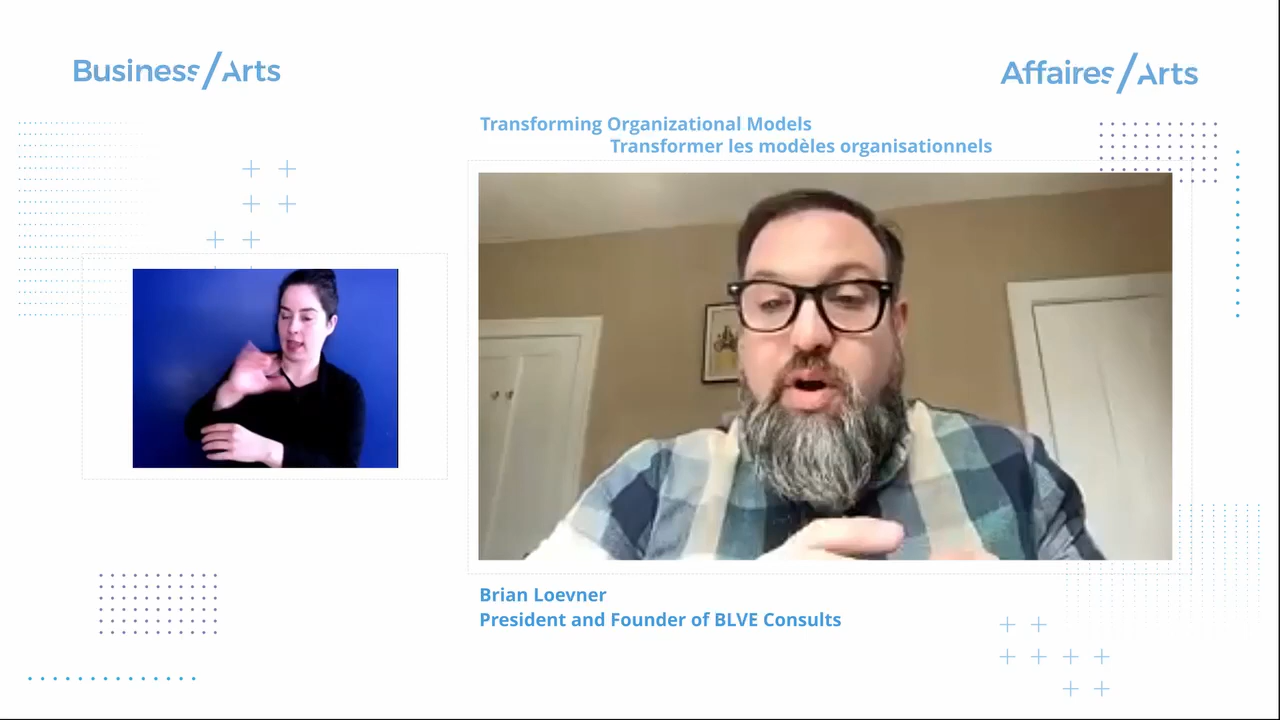 Business/Arts
Affaires/Arts
Transforming Organizational Models
Transformer les modèles organisationnels
Brian Loevner
President and Founder of BLVE Consults